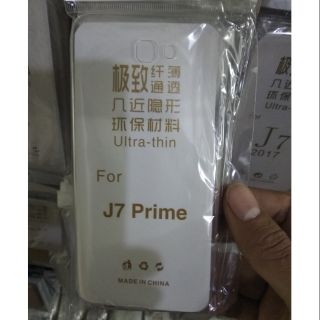 极致纤薄
通透
几近隐形
环保材料
Ultra-thin
For
J7 Prime
MADE IN CHINA
J7
2017